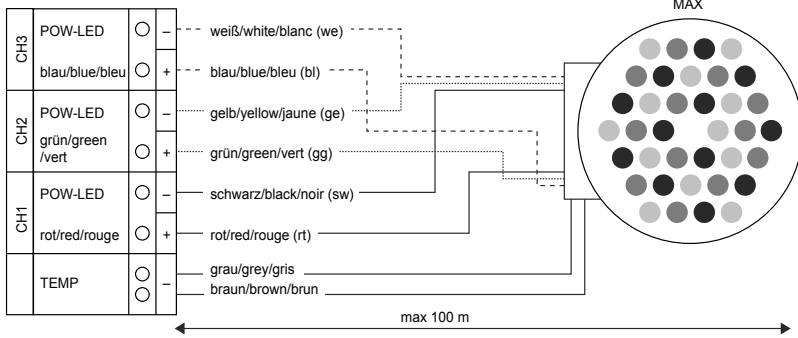 MAX
CH3
POW-LED
–
weiß/white/blanc (we)
blau/blue/bleu
+
blau/blue/bleu (bl)
CH2
POW-LED
–
gelb/yellow/jaune (ge)
grün/green
/vert
+
grün/green/vert (gg)
CH1
POW-LED
–
schwarz/black/noir (sw)
rot/red/rouge
+
rot/red/rouge (rt)
TEMP
–
grau/grey/gris
braun/brown/brun
max 100 m